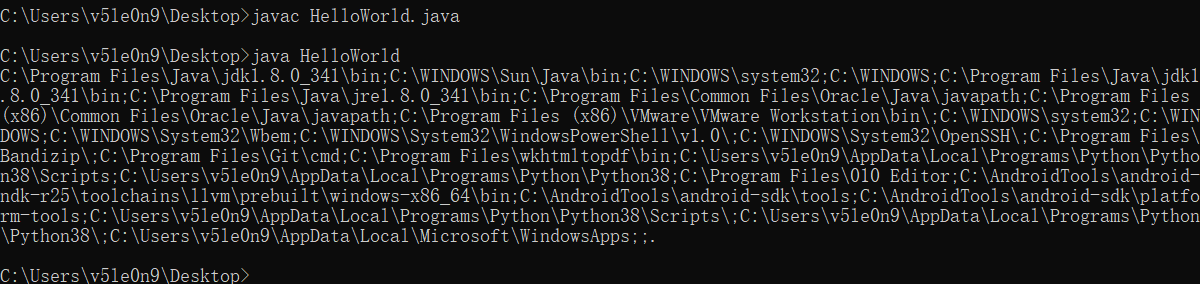 C:\Users\v5le0n9\Desktop>javac HelloWorld.java
C:\Users\v5le0n9\Desktop>java HelloWorld
C:\Program Files\Java\jdk1.8.0_341\bin;C:\WINDOWS\Sun\Java\bin;C:\WINDOWS\system32;C:\WINDOWS;C:\Program Files\Java\jdk1
.8.0_341\bin;C:\Program Files\Java\jre1.8.0_341\bin;C:\Program Files\Common Files\Oracle\Java\javapath;C:\Program Files
(x86)\Common Files\Oracle\Java\javapath;C:\Program Files (x86)\VMware\VMware Workstation\bin\;C:\WINDOWS\system;C:\WIN
DOWS;C:\WINDOWS\System32\Wbem;C:\WINDOWS\System32\WindowsPowerShell\v1.0\;C:\WINDOWS\System32\OpenSSH\;C:\Program Files\
Bandizip\;C:\Program Files\Git\cmd;C:\Program Files\wkhtmltopdf\bin;C:\Users\v5le0n9\AppData\Local\Programs\Python\Pytho
n38\Scripts;C:\Users\v5le0n9\AppData\Local\Programs\Python\Python38;C:\Program Files\010 Editor;C:\AndroidTools\android-
ndk-r25\toolchains\llvm\prebuilt\windows-x86_64\bin;C:\AndroidTools\android-sdk\tools;C:\AndroidTools\android-sdk\platfo
rm-tools;C:\Users\v5le0n9\AppData\Local\Programs\Python\Python38\Scripts\;C:\Users\v5le0n9\AppData\Local\Programs\Python
\Python38\;C:\Users\v5le0n9\AppData\Local\Microsoft\WindowsApps;;.
C:\Users\v5le0n9\Desktop>